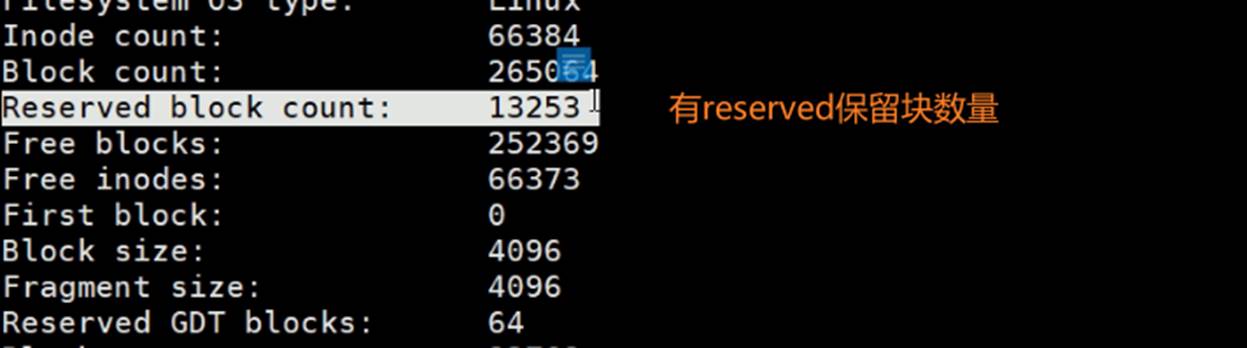 Filesystem OS type: Linux
Inode count: 66384
Block count: 265064
Reserved block count: 13253 有reserved保留块数量
Free blocks: 252369
Free inodes: 66373
First block: 0
Block size: 4096
Fragment size: 4096
Reserved GDT blocks: 64